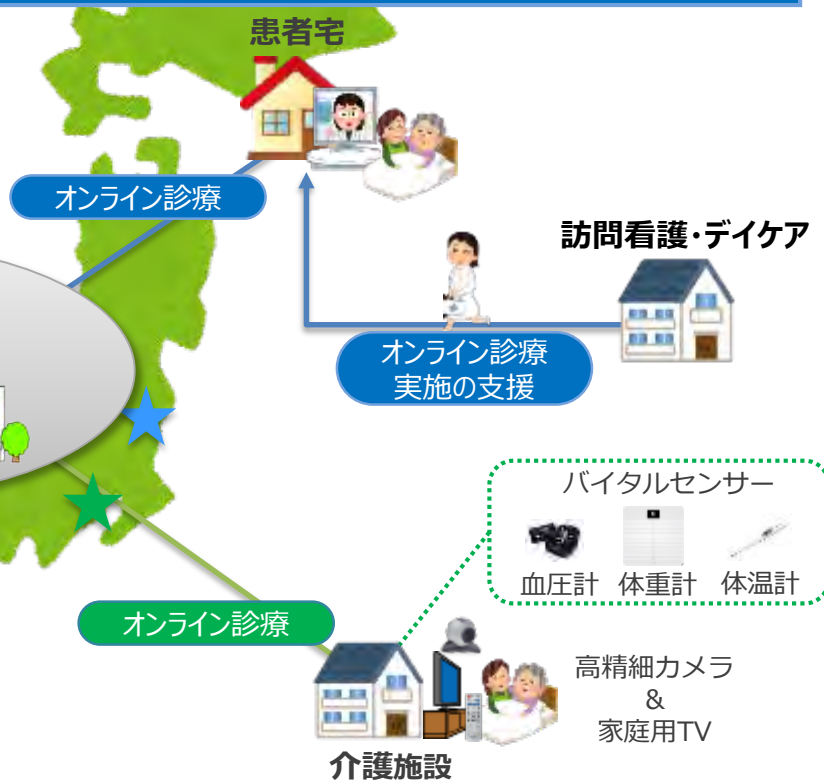 患者宅
オンライン診療
訪問看護・デイケア
オンライン診療
実施の支援
バイタルセンサー
血圧計 体重計 体温計
オンライン診療
高精細カメラ
&
家庭用TV
介護施設